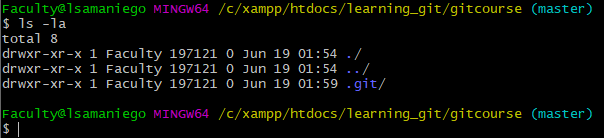 Faculty@lsamaniego MINGW64 /c/xampp/htdocs/learning_git/gitcourse (master)
$ ls -la
total 8
drwxr-xr-x 1 Faculty 197121 0 Jun 19 01:54 ./
drwxr-xr-x 1 Faculty 197121 0 Jun 19 01:54 ../
drwxr-xr-x 1 Faculty 197121 0 Jun 19 01:59 .git/
Faculty@lsamaniego MINGW64 /c/xampp/htdocs/learning_git/gitcourse (master)
$